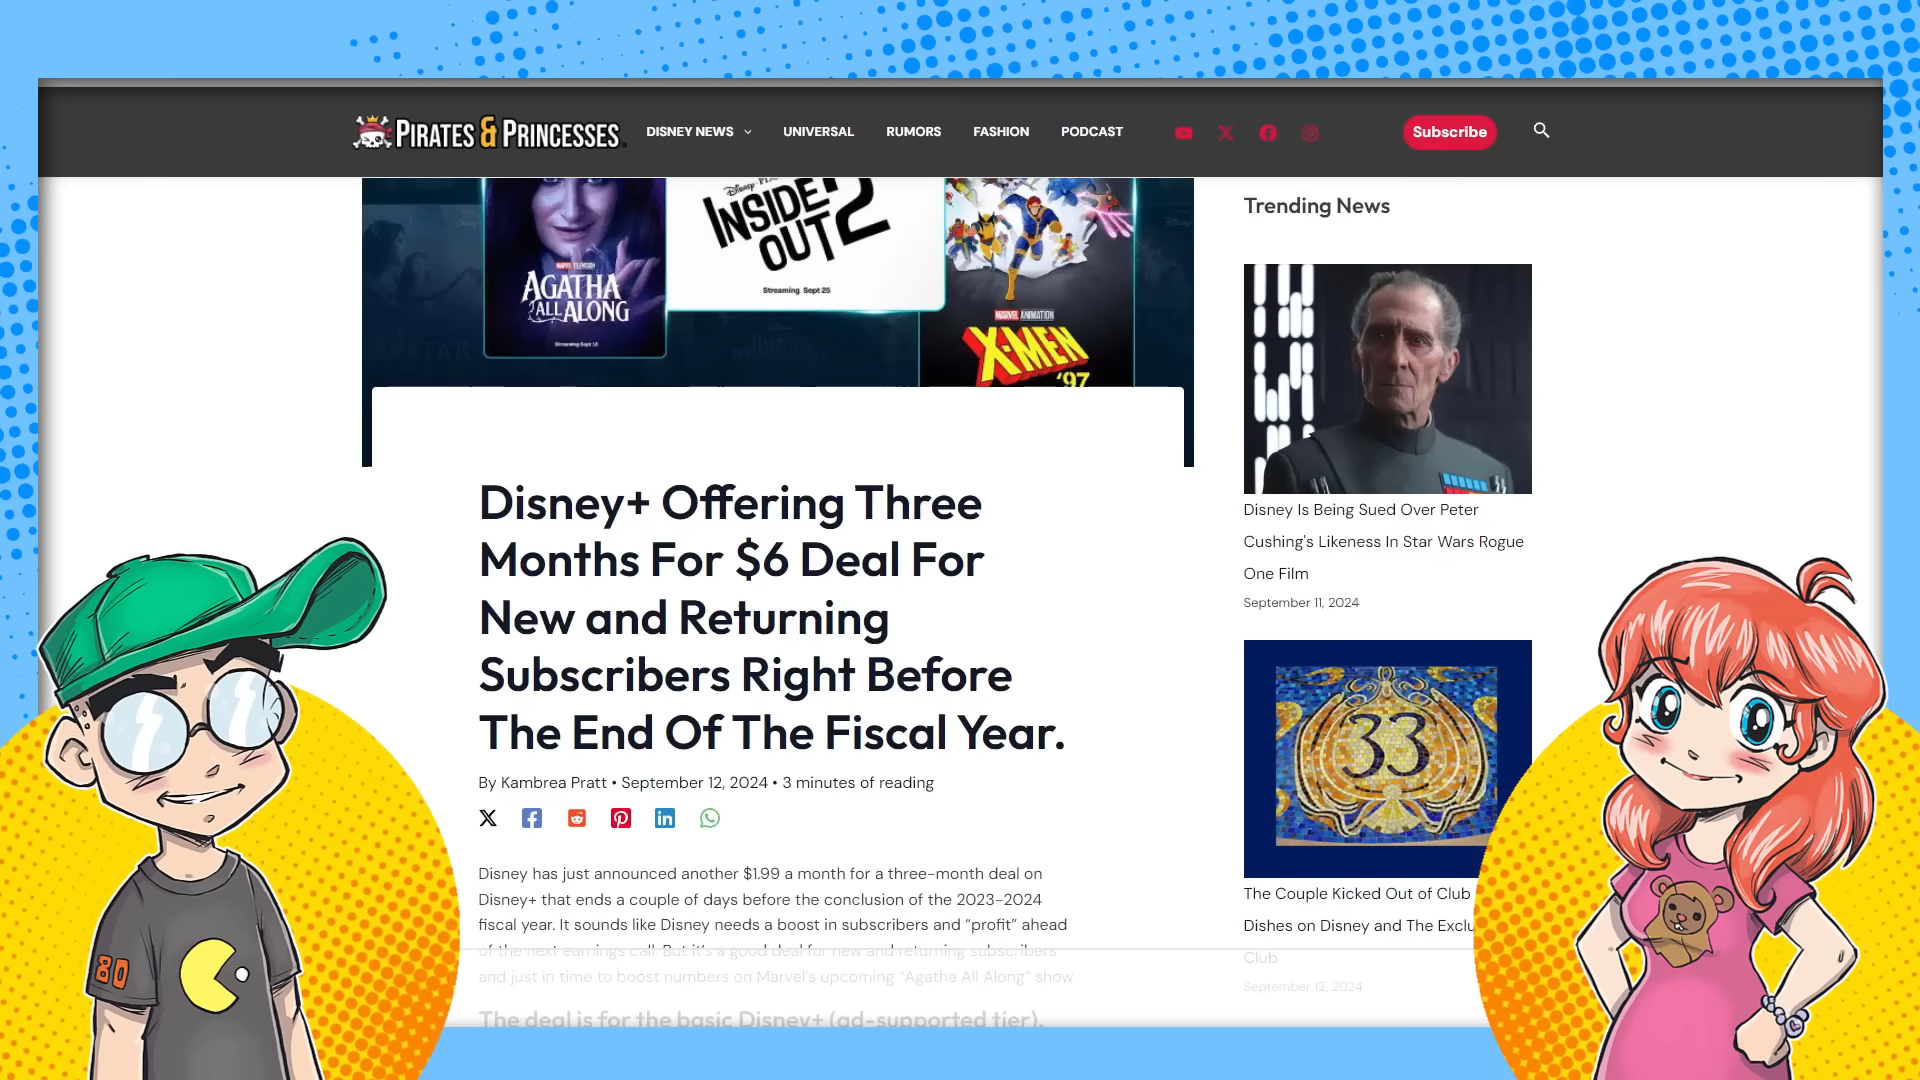 PIRATES & PRINCESSES
DISNEY NEWS
UNIVERSAL
RUMORS
FASHION
PODCAST
Subscribe
MARVEL TELEVISION
AGATHA
ALL ALONG
Streaming Sept 18
Disney · PIXAR
INSIDE
OUT 2
Streaming Sept 25
MARVEL ANIMATION
X-MEN
'97
AVATAR
Disney+ Offering Three
Months For $6 Deal For
New and Returning
Subscribers Right Before
The End Of The Fiscal Year.
By Kambrea Pratt • September 12, 2024 • 3 minutes of reading
Disney has just announced another $1.99 a month for a three-month deal on
Disney+ that ends a couple of days before the conclusion of the 2023-2024
fiscal year. It sounds like Disney needs a boost in subscribers and “profit” ahead
of the next earnings call. But it's a good deal for new and returning subscribers
and just in time to boost numbers on Marvel's upcoming “Agatha All Along” show.
The deal is for the basic Disney+ (ad-supported tier).
Trending News
Disney Is Being Sued Over Peter
Cushing's Likeness In Star Wars Rogue
One Film
September 11, 2024
33
The Couple Kicked Out of Club
Dishes on Disney and The Exclu
Club
September 12, 2024
80